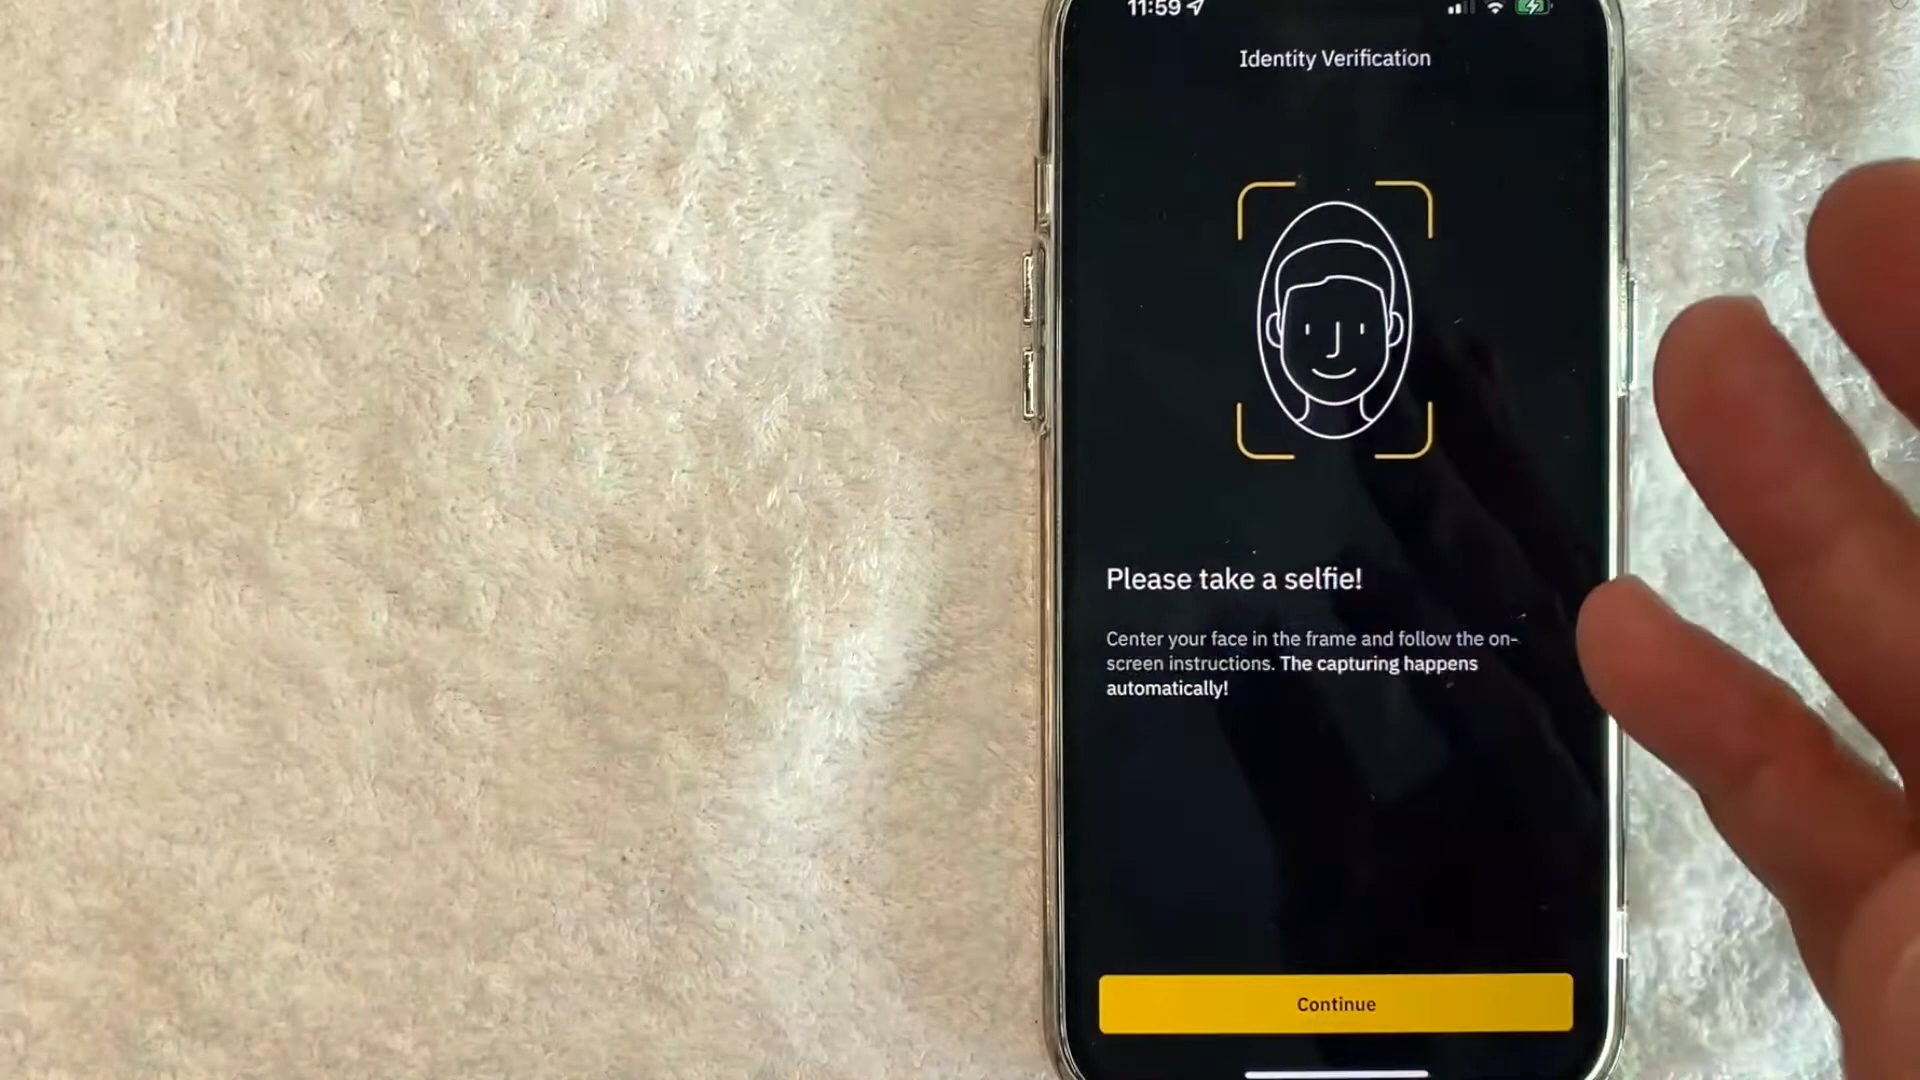 11:59
Identity Verification
Please take a selfie!
Center your face in the frame and follow the on-
screen instructions. The capturing happens
automatically!
Continue